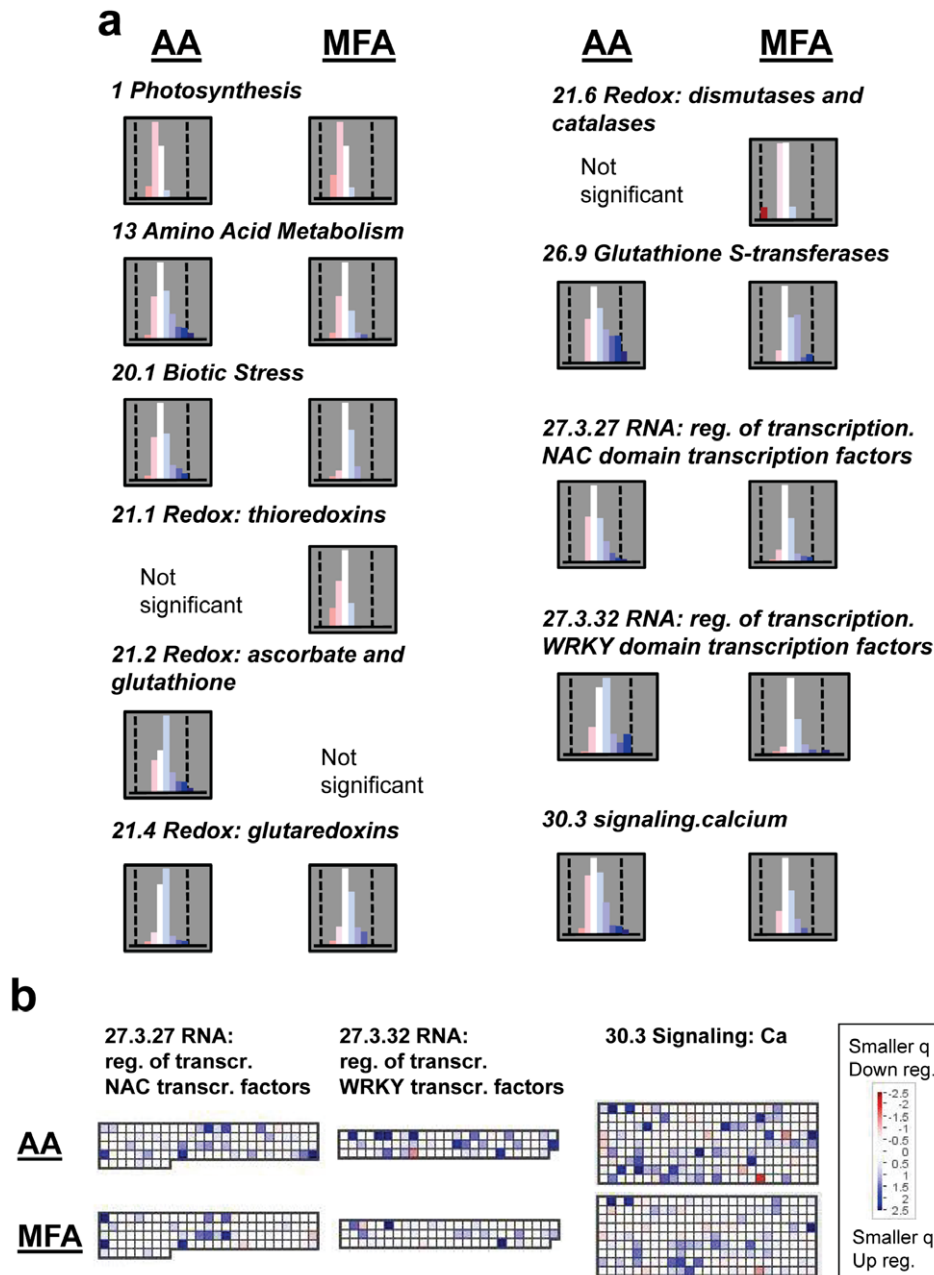 a
AA
MFA
1 Photosynthesis
13 Amino Acid Metabolism
20.1 Biotic Stress
21.1 Redox: thioredoxins
Not
significant
21.2 Redox: ascorbate and
glutathione
Not
significant
21.4 Redox: glutaredoxins
AA
MFA
21.6 Redox: dismutases and
catalases
Not
significant
26.9 Glutathione S-transferases
27.3.27 RNA: reg. of transcription.
NAC domain transcription factors
27.3.32 RNA: reg. of transcription.
WRKY domain transcription factors
30.3 signaling.calcium
b
27.3.27 RNA:
reg. of transcr.
NAC transcr. factors
27.3.32 RNA:
reg. of transcr.
WRKY transcr. factors
30.3 Signaling: Ca
AA
MFA
Smaller q
Down reg.
-2.5
-2
-1.5
-1
-0.5
0
0.5
1
1.5
2
2.5
Smaller q
Up reg.